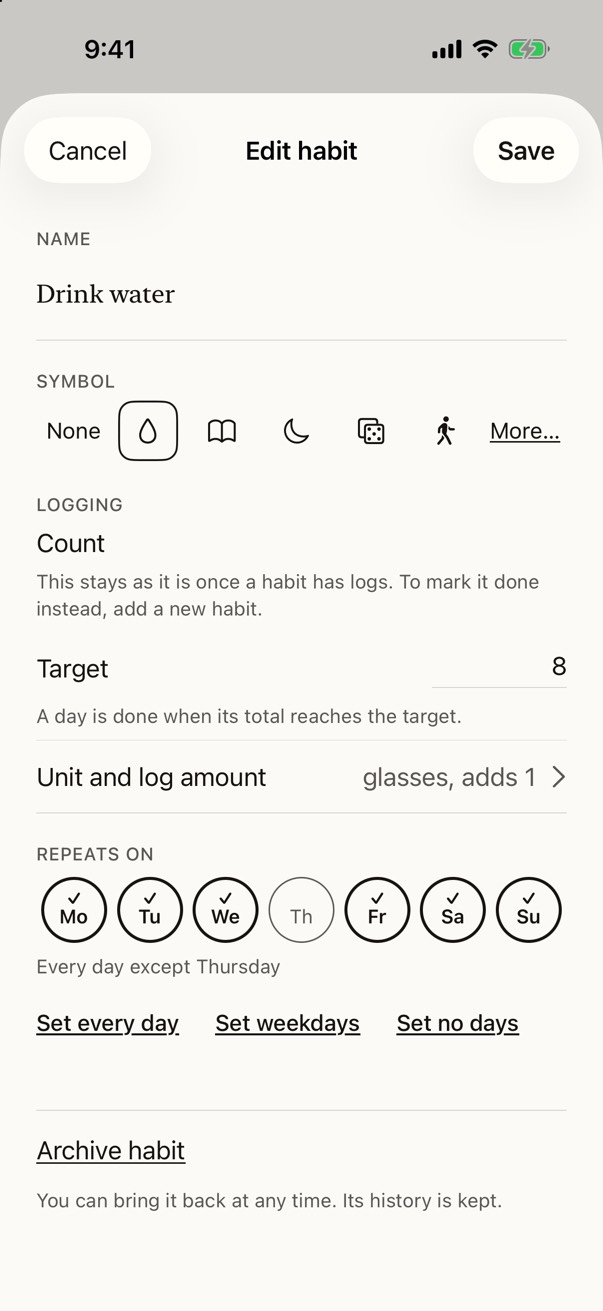 9:41
Cancel
Edit habit
Save
NAME
Drink water
SYMBOL
None
More...
LOGGING
Count
This stays as it is once a habit has logs. To mark it done
instead, add a new habit.
Target
8
A day is done when its total reaches the target.
Unit and log amount
glasses, adds 1
REPEATS ON
Mo Tu We Th Fr Sa Su
Every day except Thursday
Set every day Set weekdays Set no days
Archive habit
You can bring it back at any time. Its history is kept.